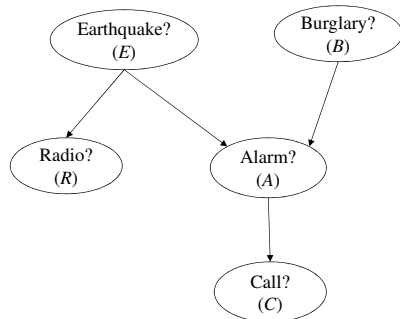 Earthquake?
(E)
Burglary?
(B)
Radio?
(R)
Alarm?
(A)
Call?
(C)